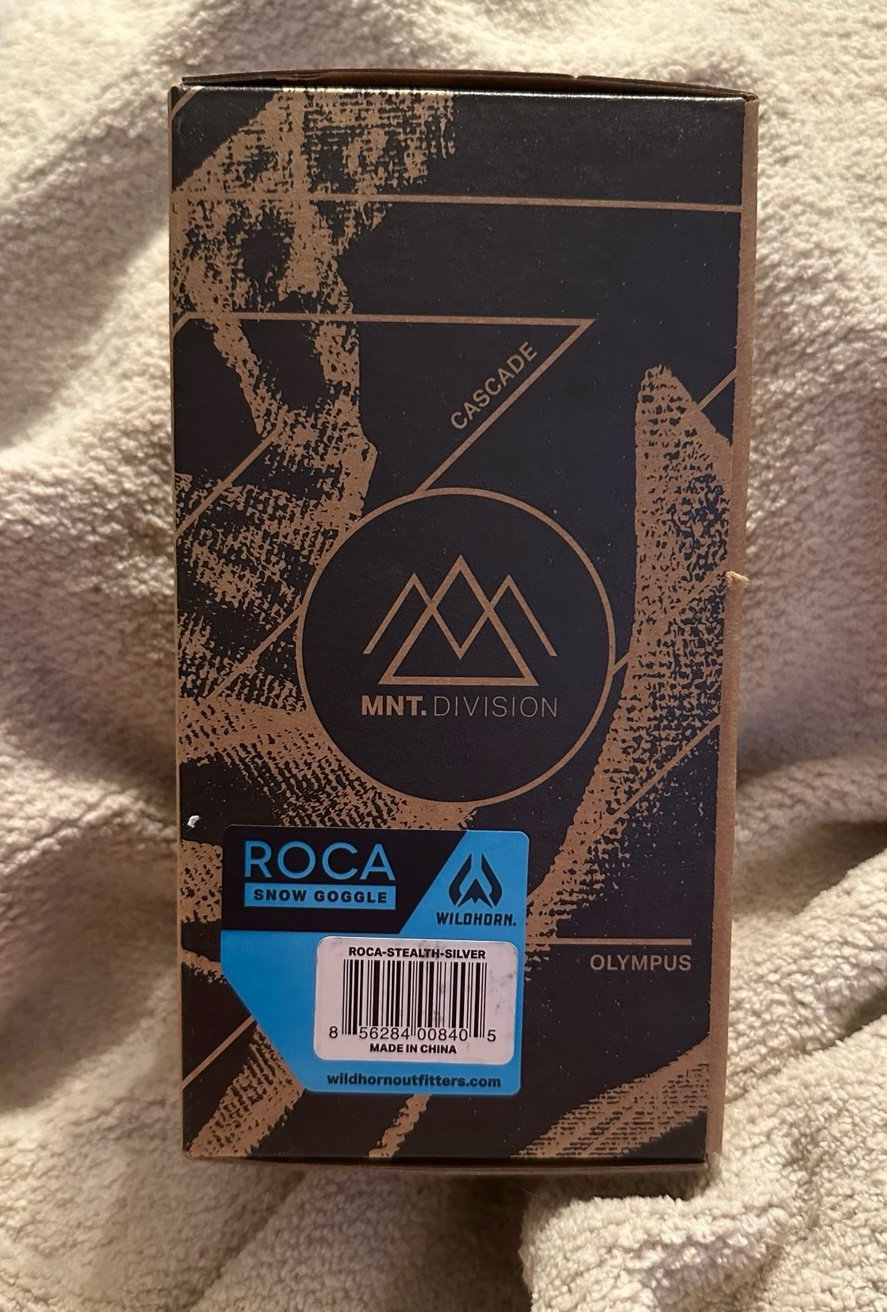 CASCADE
MNT.DIVISION
ROCA
SNOW GOGGLE
WILDHORN.
OLYMPUS
ROCA-STEALTH-SILVER
8 56284 00840 5
MADE IN CHINA
wildhornoutfitters.com